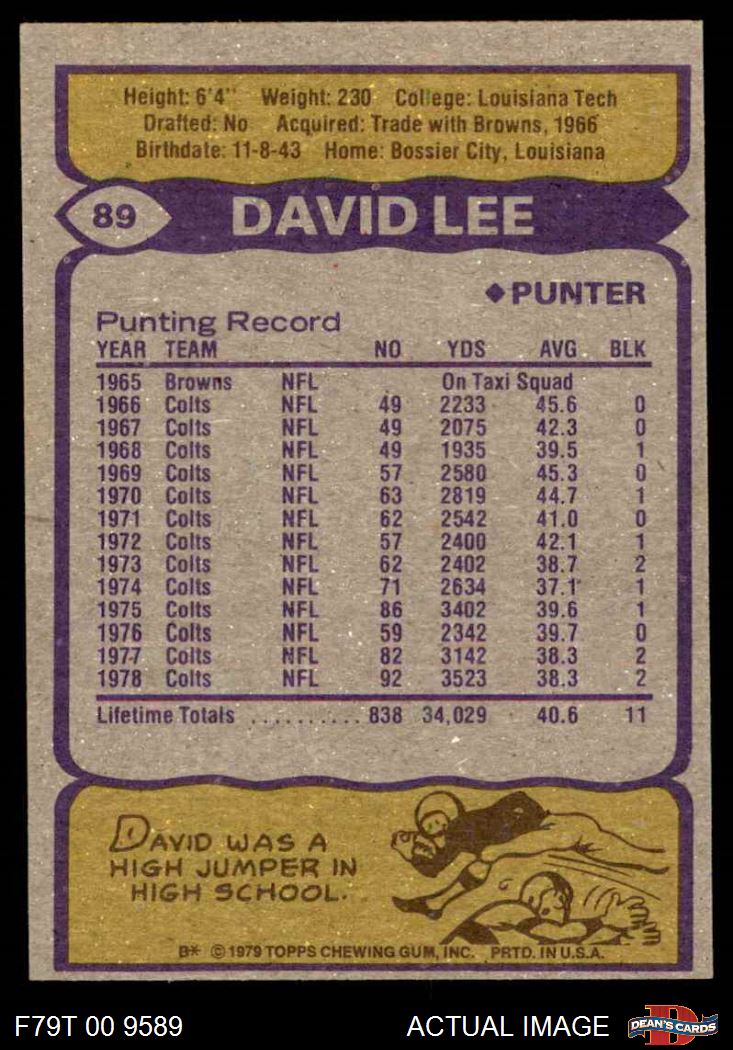 Height: 6'4" Weight: 230 College: Louisiana Tech
Drafted: No Acquired: Trade with Browns, 1966
Birthdate: 11-8-43 Home: Bossier City, Louisiana
89 DAVID LEE
◆PUNTER
Punting Record
YEAR TEAM NO YDS AVG BLK
1965 Browns NFL On Taxi Squad
1966 Colts NFL 49 2233 45.6 0
1967 Colts NFL 49 2075 42.3 0
1968 Colts NFL 49 1935 39.5 1
1969 Colts NFL 57 2580 45.3 0
1970 Colts NFL 63 2819 44.7 1
1971 Colts NFL 62 2542 41.0 0
1972 Colts NFL 57 2400 42.1 1
1973 Colts NFL 62 2402 38.7 2
1974 Colts NFL 71 2634 37.1 1
1975 Colts NFL 86 3402 39.6 1
1976 Colts NFL 59 2342 39.7 0
1977 Colts NFL 82 3142 38.3 2
1978 Colts NFL 92 3523 38.3 2
Lifetime Totals .......... 838 34,029 40.6 11
DAVID WAS A
HIGH JUMPER IN
HIGH SCHOOL.
B* © 1979 TOPPS CHEWING GUM, INC. PRTD. IN U.S.A.
F79T 00 9589 ACTUAL IMAGE D DEAN'S CARDS